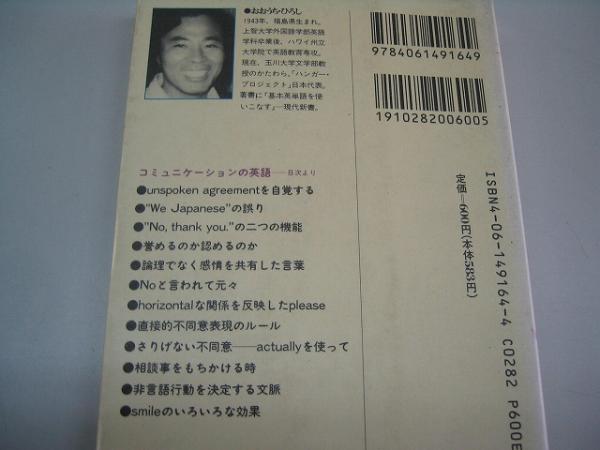 ●おおうち・ひろし
1943年、福島県生まれ。
上智大学外国語学部英語
学科卒業後、ハワイ州立
大学院で英語教育専攻。
現在、玉川大学文学部教
授のかたわら、「ハンガー・
プロジェクト」日本代表。
著書に「基本英単語を使
いこなす」—現代新書。
コミュニケーションの英語——目次より
●unspoken agreementを自覚する
●"We Japanese"の誤り
●"No, thank you."の二つの機能
●誉めるのか認めるのか
●論理でなく感情を共有した言葉
●Noと言われて元々
●horizontalな関係を反映したplease
●直接的不同意表現のルール
●さりげない不同意——actuallyを使って
●相談事をもちかける時
●非言語行動を決定する文脈
●smileのいろいろな効果
9784061491649
1910282006005
ISBN4-06-149164-4 C0282 P600E
定価=600円(本体583円)